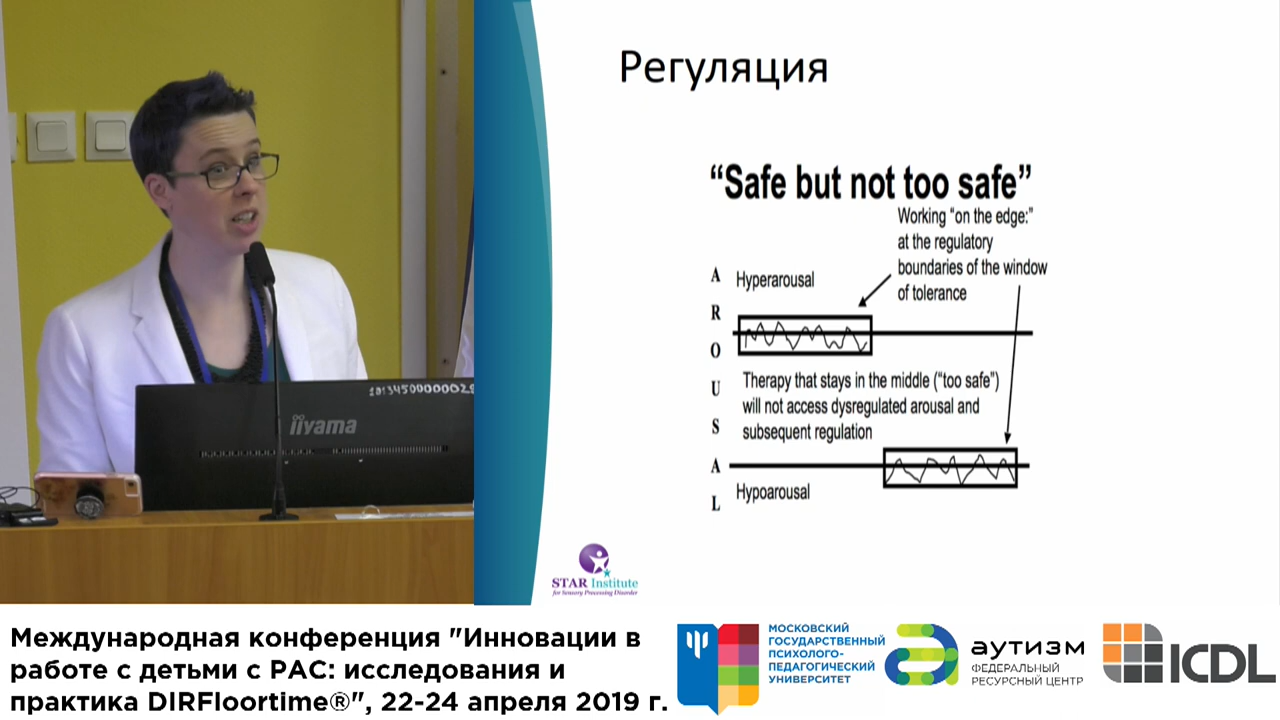 Регуляция
“Safe but not too safe”
Working “on the edge:”
at the regulatory
boundaries of the window
of tolerance
A
R
O
U
S
A
L
Hyperarousal
Therapy that stays in the middle (“too safe”)
will not access dysregulated arousal and
subsequent regulation
Hypoarousal
STAR Institute
for Sensory Processing Disorder
iiyama
Международная конференция "Инновации в
работе с детьми с РАС: исследования и
практика DIRFloortime®", 22-24 апреля 2019 г.
МОСКОВСКИЙ
ГОСУДАРСТВЕННЫЙ
ПСИХОЛОГО-
ПЕДАГОГИЧЕСКИЙ
УНИВЕРСИТЕТ
аутизм
ФЕДЕРАЛЬНЫЙ
РЕСУРСНЫЙ ЦЕНТР
ICDL